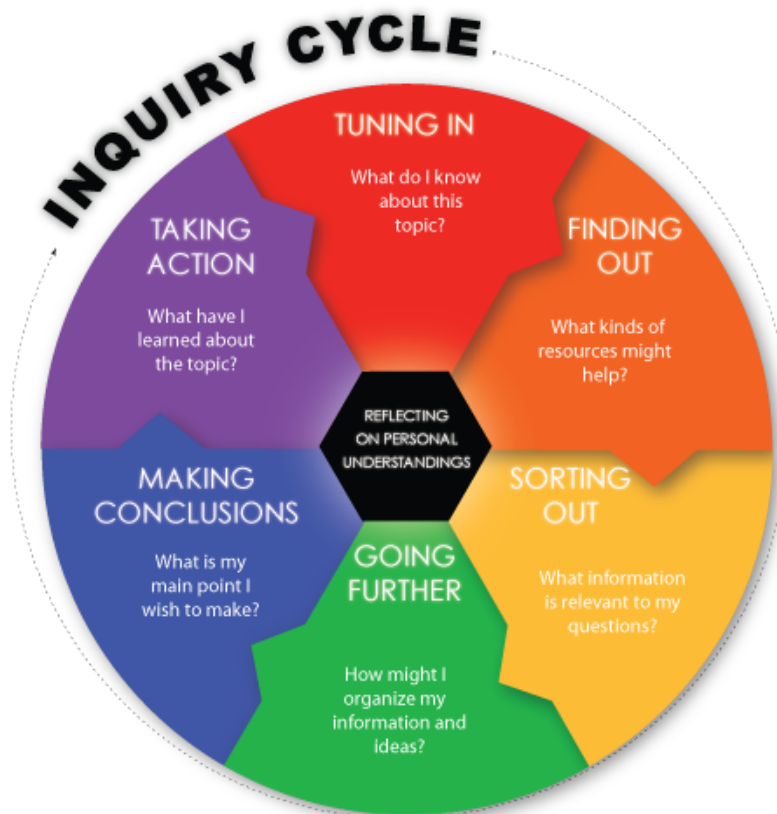 INQUIRY CYCLE
TUNING IN
What do I know
about this
topic?
FINDING
OUT
What kinds of
resources might
help?
SORTING
OUT
What information
is relevant to my
questions?
GOING
FURTHER
How might I
organize my
information and
ideas?
MAKING
CONCLUSIONS
What is my
main point I
wish to make?
TAKING
ACTION
What have I
learned about
the topic?
REFLECTING
ON PERSONAL
UNDERSTANDINGS